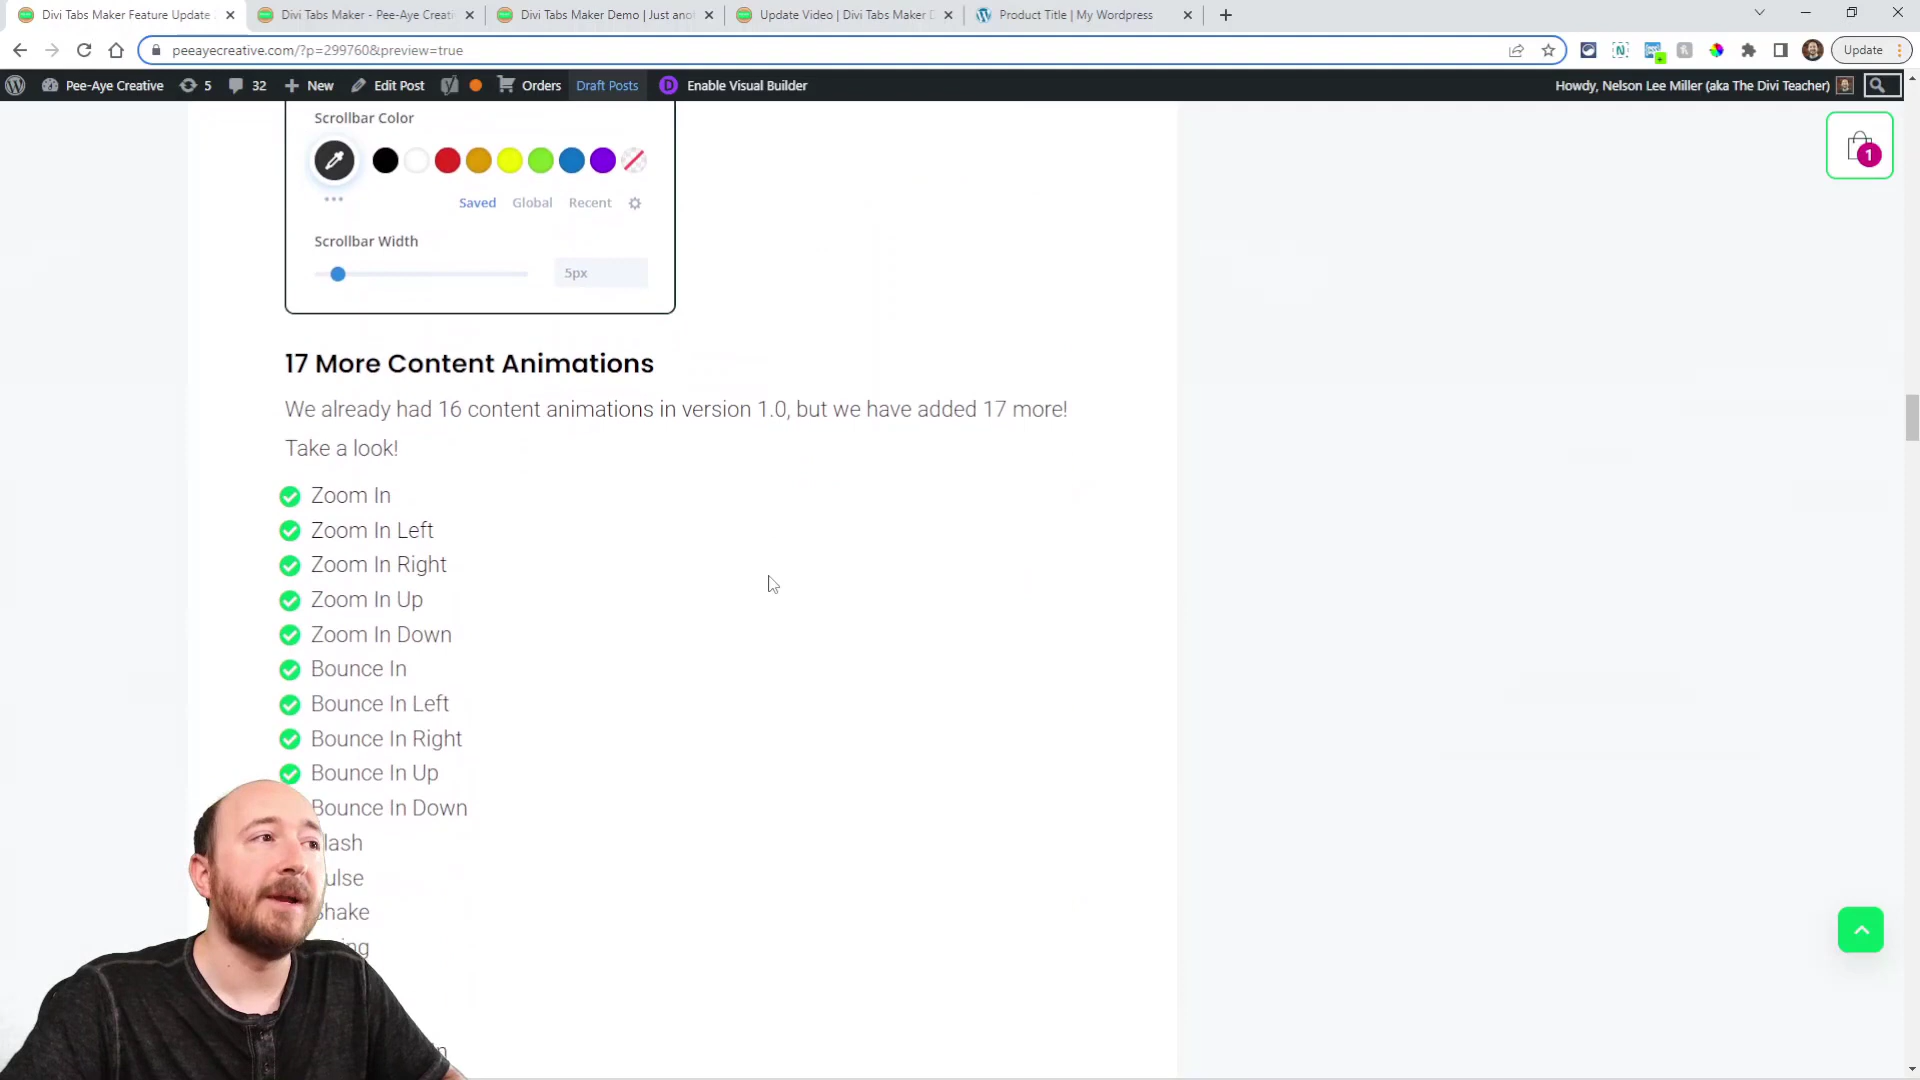 Divi Tabs Maker Feature Update
Divi Tabs Maker - Pee-Aye Creati
Divi Tabs Maker Demo | Just ano
Update Video | Divi Tabs Maker D
Product Title | My Wordpress
peeayecreative.com/?p=299760&preview=true
Update
Pee-Aye Creative
5
32
New
Edit Post
Orders
Draft Posts
D
Enable Visual Builder
Howdy, Nelson Lee Miller (aka The Divi Teacher)
1
Scrollbar Color
Saved
Global
Recent
Scrollbar Width
5px
17 More Content Animations
We already had 16 content animations in version 1.0, but we have added 17 more!
Take a look!
Zoom In
Zoom In Left
Zoom In Right
Zoom In Up
Zoom In Down
Bounce In
Bounce In Left
Bounce In Right
Bounce In Up
Bounce In Down
lash
ulse
Shake